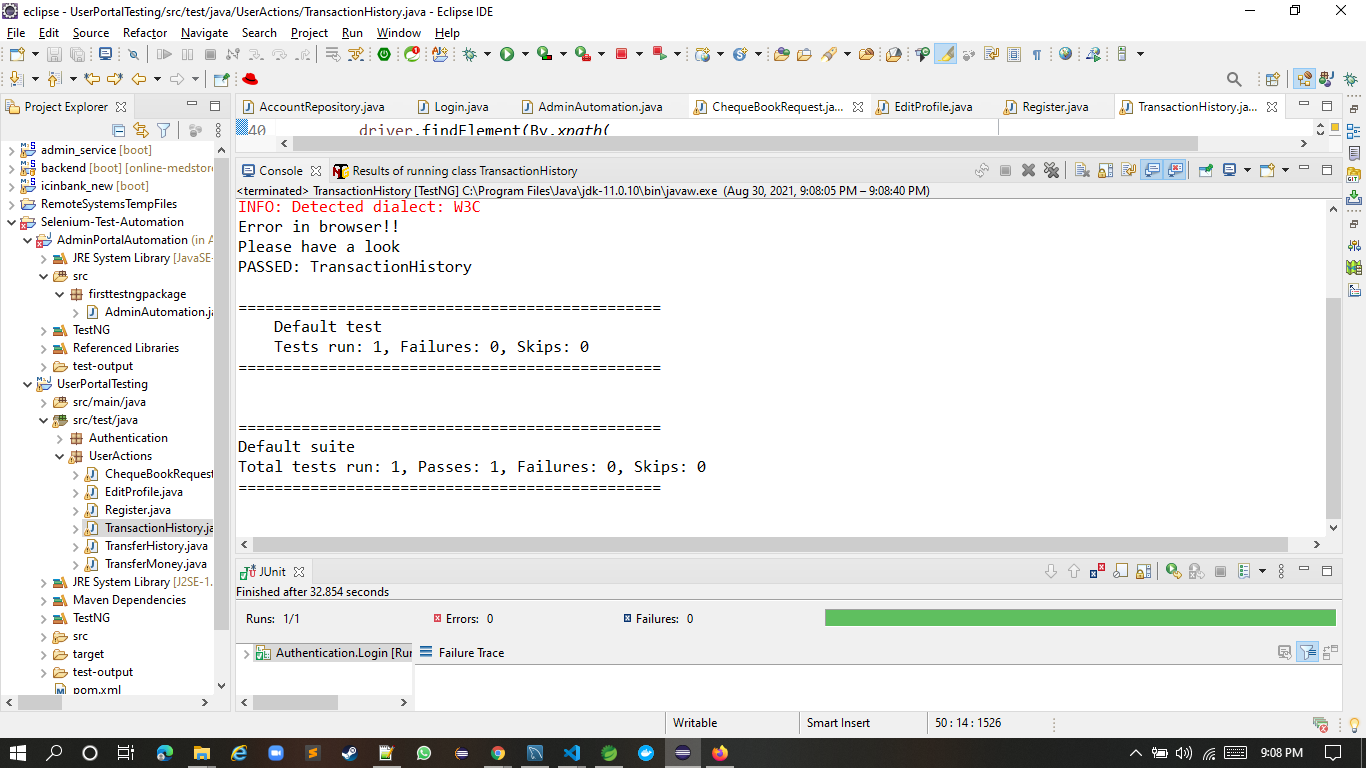 eclipse - UserPortalTesting/src/test/java/UserActions/TransactionHistory.java - Eclipse IDE
File Edit Source Refactor Navigate Search Project Run Window Help
Project Explorer
admin_service [boot]
backend [boot] [online-medstore
icinbank_new [boot]
RemoteSystemsTempFiles
Selenium-Test-Automation
AdminPortalAutomation (in A
JRE System Library [JavaSE-
src
firsttestngpackage
AdminAutomation.ja
TestNG
Referenced Libraries
test-output
UserPortalTesting
src/main/java
src/test/java
Authentication
UserActions
ChequeBookRequest
EditProfile.java
Register.java
TransactionHistory.ja
TransferHistory.java
TransferMoney.java
JRE System Library [J2SE-1.
Maven Dependencies
TestNG
src
target
test-output
pom.xml
AccountRepository.java Login.java AdminAutomation.java ChequeBookRequest.ja... EditProfile.java Register.java TransactionHistory.ja...
40 driver.findElement(By.xpath(
Console Results of running class TransactionHistory
<terminated> TransactionHistory [TestNG] C:\Program Files\Java\jdk-11.0.10\bin\javaw.exe (Aug 30, 2021, 9:08:05 PM – 9:08:40 PM)
INFO: Detected dialect: W3C
Error in browser!!
Please have a look
PASSED: TransactionHistory
===============================================
Default test
Tests run: 1, Failures: 0, Skips: 0
===============================================
===============================================
Default suite
Total tests run: 1, Passes: 1, Failures: 0, Skips: 0
===============================================
JUnit
Finished after 32.854 seconds
Runs: 1/1 Errors: 0 Failures: 0
Authentication.Login [Rur Failure Trace
Writable Smart Insert 50 : 14 : 1526
9:08 PM